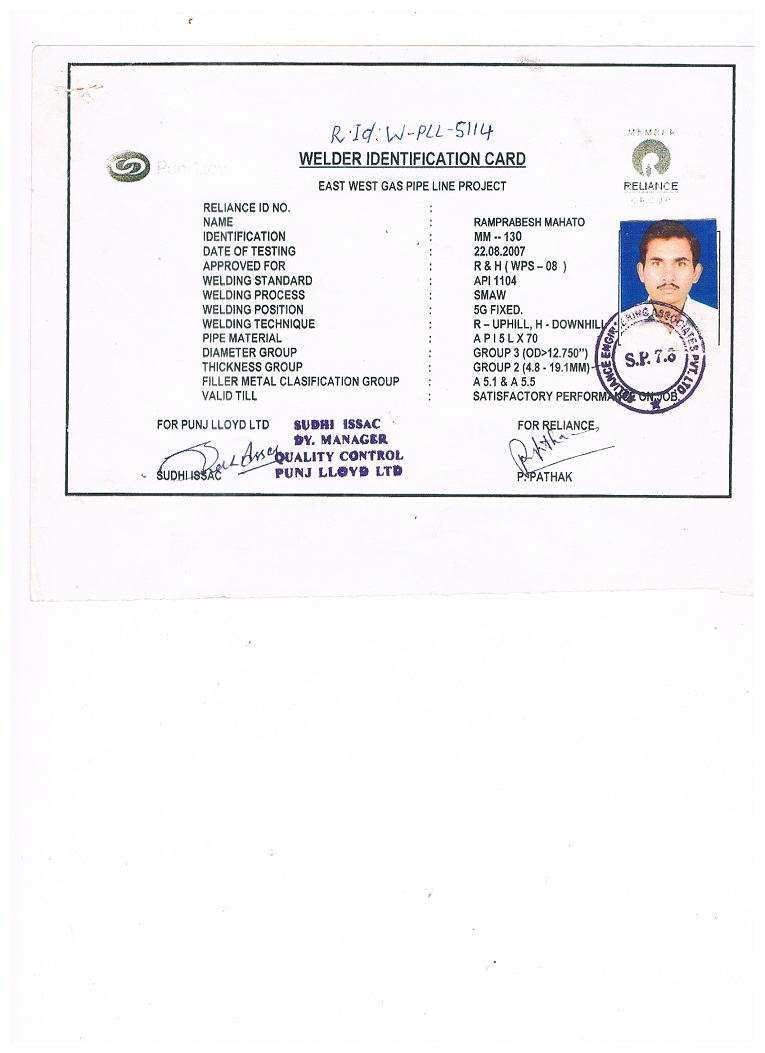 R.Id: W-PLL-5114
MEMBER
Punj Lloyd
WELDER IDENTIFICATION CARD
RELIANCE
GROUP
EAST WEST GAS PIPE LINE PROJECT
RELIANCE ID NO. :
NAME : RAMPRABESH MAHATO
IDENTIFICATION : MM -- 130
DATE OF TESTING : 22.08.2007
APPROVED FOR : R & H ( WPS – 08 )
WELDING STANDARD : API 1104
WELDING PROCESS : SMAW
WELDING POSITION : 5G FIXED.
WELDING TECHNIQUE : R – UPHILL, H - DOWNHILL
PIPE MATERIAL : A P I 5 L X 70
DIAMETER GROUP : GROUP 3 (OD>12.750")
THICKNESS GROUP : GROUP 2 (4.8 - 19.1MM)
FILLER METAL CLASIFICATION GROUP : A 5.1 & A 5.5
VALID TILL : SATISFACTORY PERFORMANCE ON JOB.
RELIANCE ENGINEERING ASSOCIATES PVT. LTD.
FOR PUNJ LLOYD LTD
SUDHI ISSAC
DY. MANAGER
QUALITY CONTROL
PUNJ LLOYD LTD
FOR RELIANCE,
SUDHI ISSAC
P. PATHAK